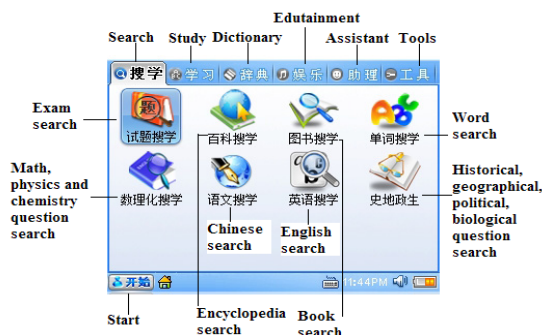 Edutainment
Search
Study
Dictionary
Assistant
Tools
搜学
学习
辞典
娱乐
助理
工具
Exam
search
试题搜学
百科搜学
图书搜学
单词搜学
Word
search
Math,
physics and
chemistry
question
search
数理化搜学
语文搜学
英语搜学
史地政生
Historical,
geographical,
political,
biological
question
search
Chinese
search
English
search
开始
11:44PM
Start
Encyclopedia
search
Book
search